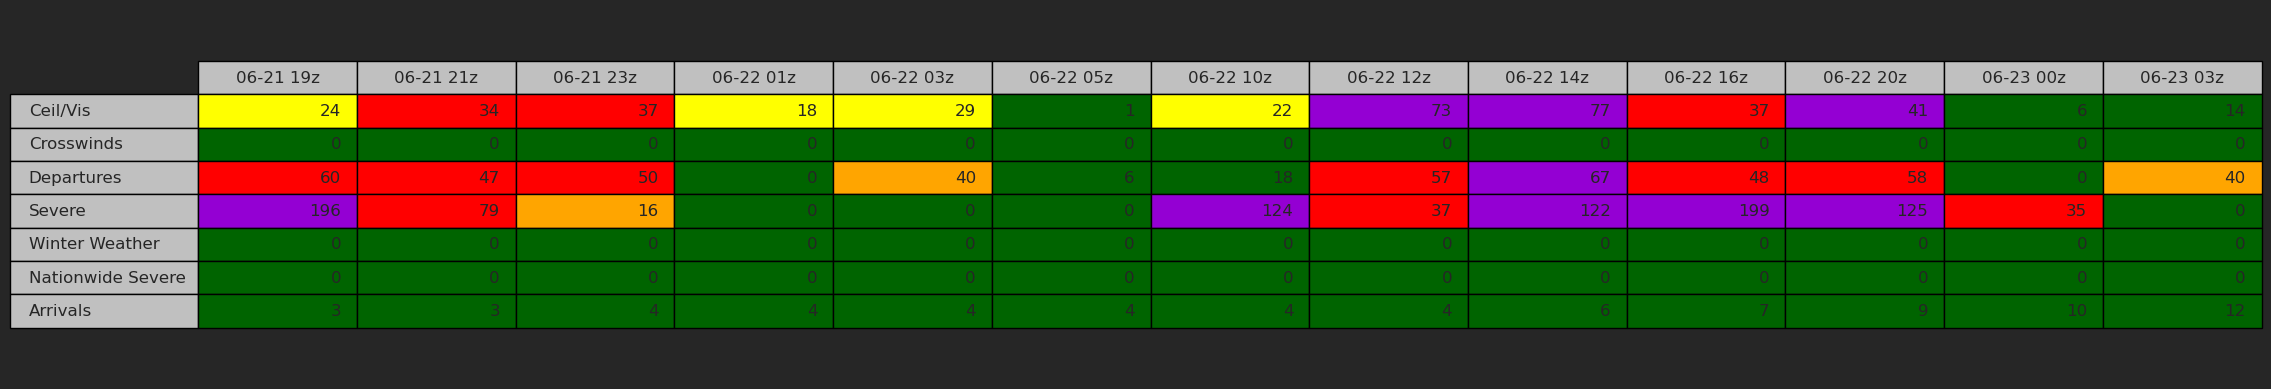 06-21 19z 06-21 21z 06-21 23z 06-22 01z 06-22 03z 06-22 05z 06-22 10z 06-22 12z 06-22 14z 06-22 16z 06-22 20z 06-23 00z 06-23 03z
Ceil/Vis 24 34 37 18 29 1 22 73 77 37 41 6 14
Crosswinds 0 0 0 0 0 0 0 0 0 0 0 0 0
Departures 60 47 50 0 40 6 18 57 67 48 58 0 40
Severe 196 79 16 0 0 0 124 37 122 199 125 35 0
Winter Weather 0 0 0 0 0 0 0 0 0 0 0 0 0
Nationwide Severe 0 0 0 0 0 0 0 0 0 0 0 0 0
Arrivals 3 3 4 4 4 4 4 4 6 7 9 10 12